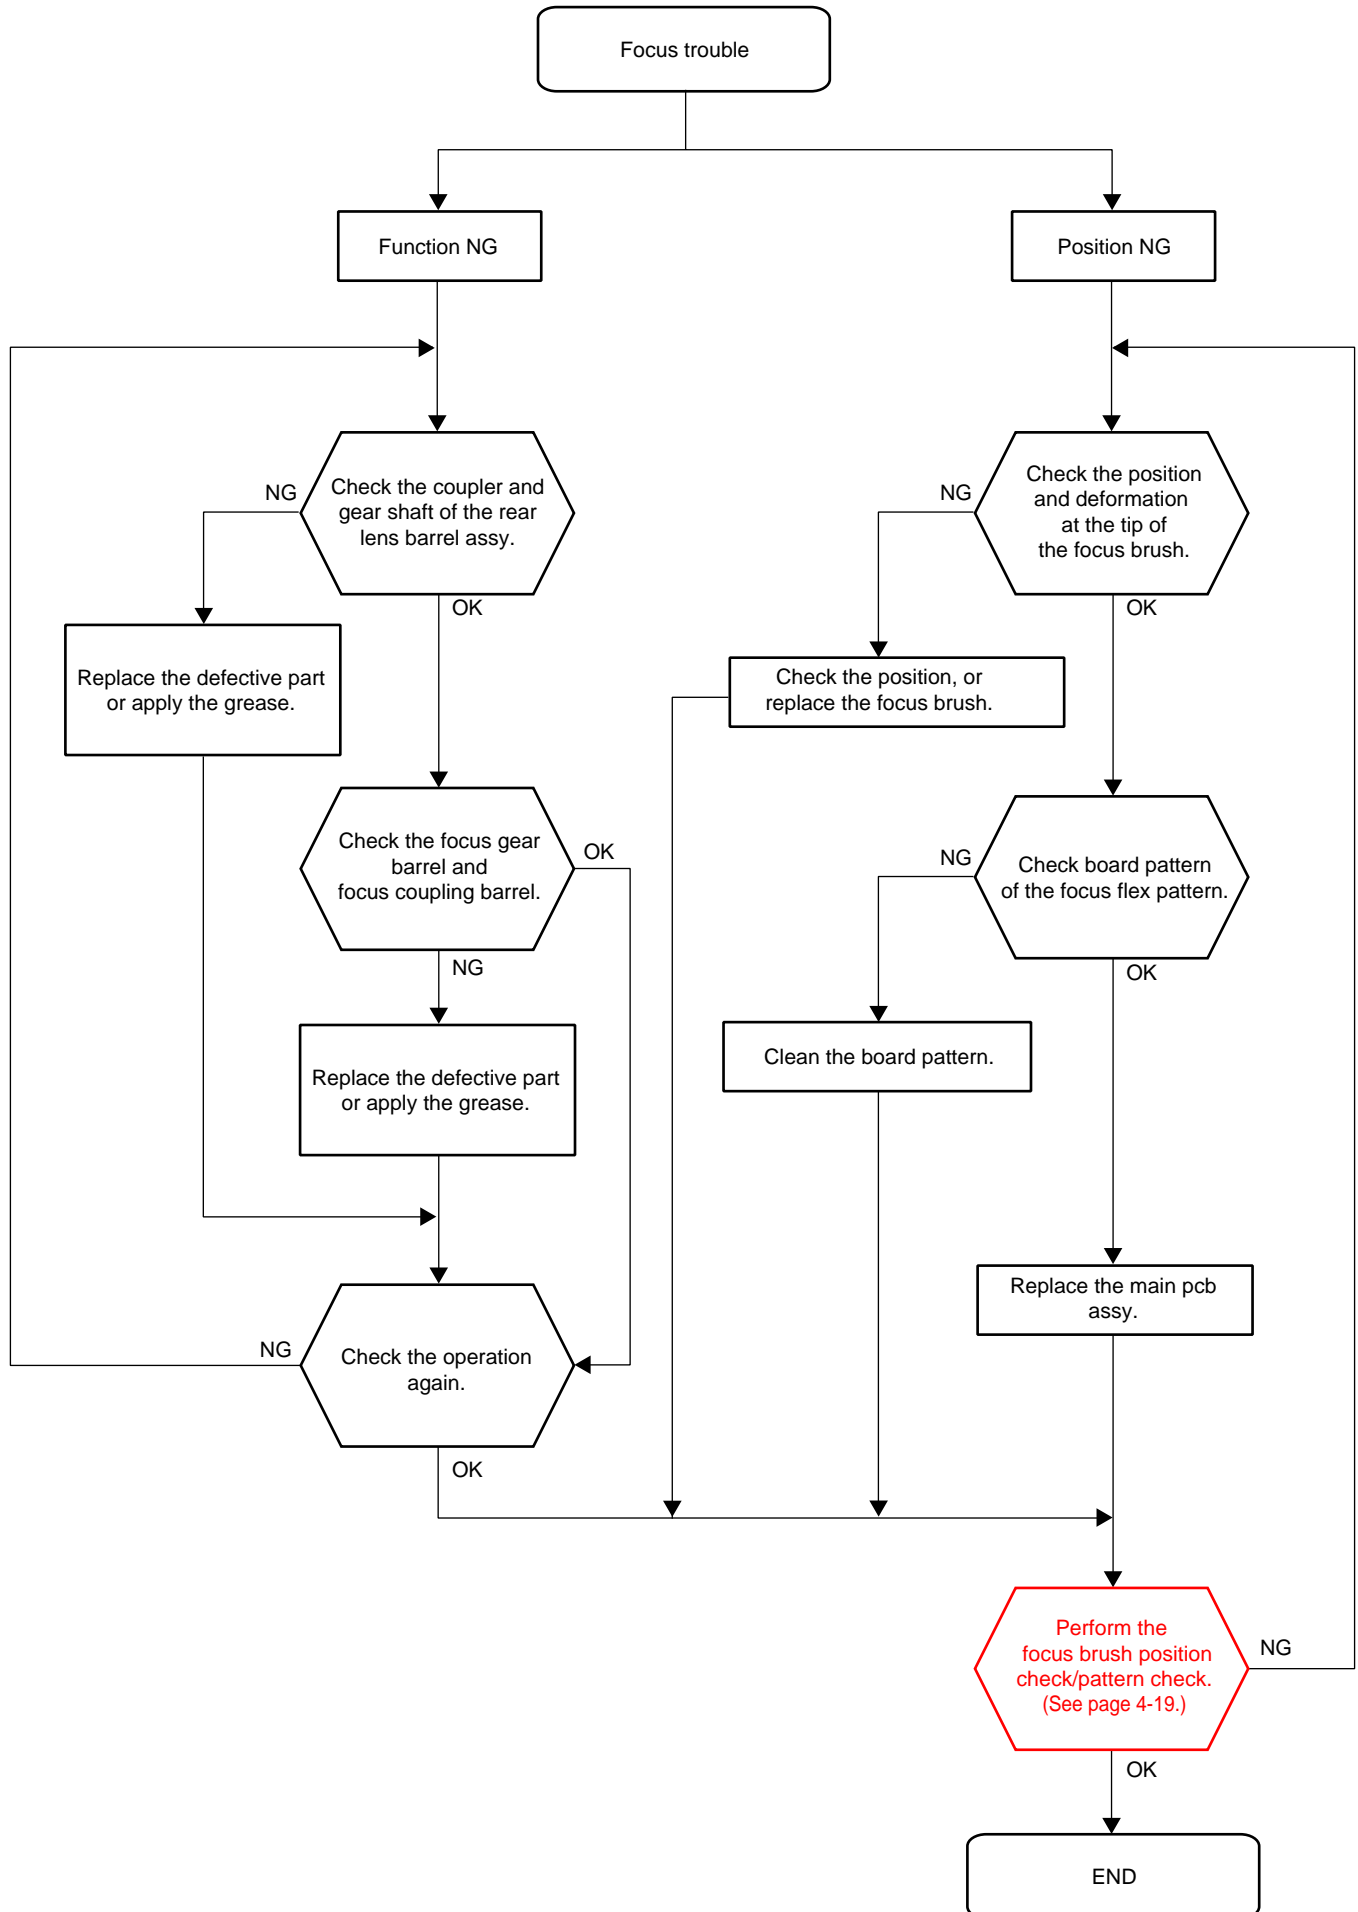 Focus trouble
Function NG
Position NG
NG
Check the coupler and
gear shaft of the rear
lens barrel assy.
OK
NG
Check the position
and deformation
at the tip of
the focus brush.
OK
Replace the defective part
or apply the grease.
Check the position, or
replace the focus brush.
Check the focus gear
barrel and
focus coupling barrel.
OK
NG
NG
Check board pattern
of the focus flex pattern.
OK
Replace the defective part
or apply the grease.
Clean the board pattern.
Replace the main pcb
assy.
NG
Check the operation
again.
OK
Perform the
focus brush position
check/pattern check.
(See page 4-19.)
NG
OK
END